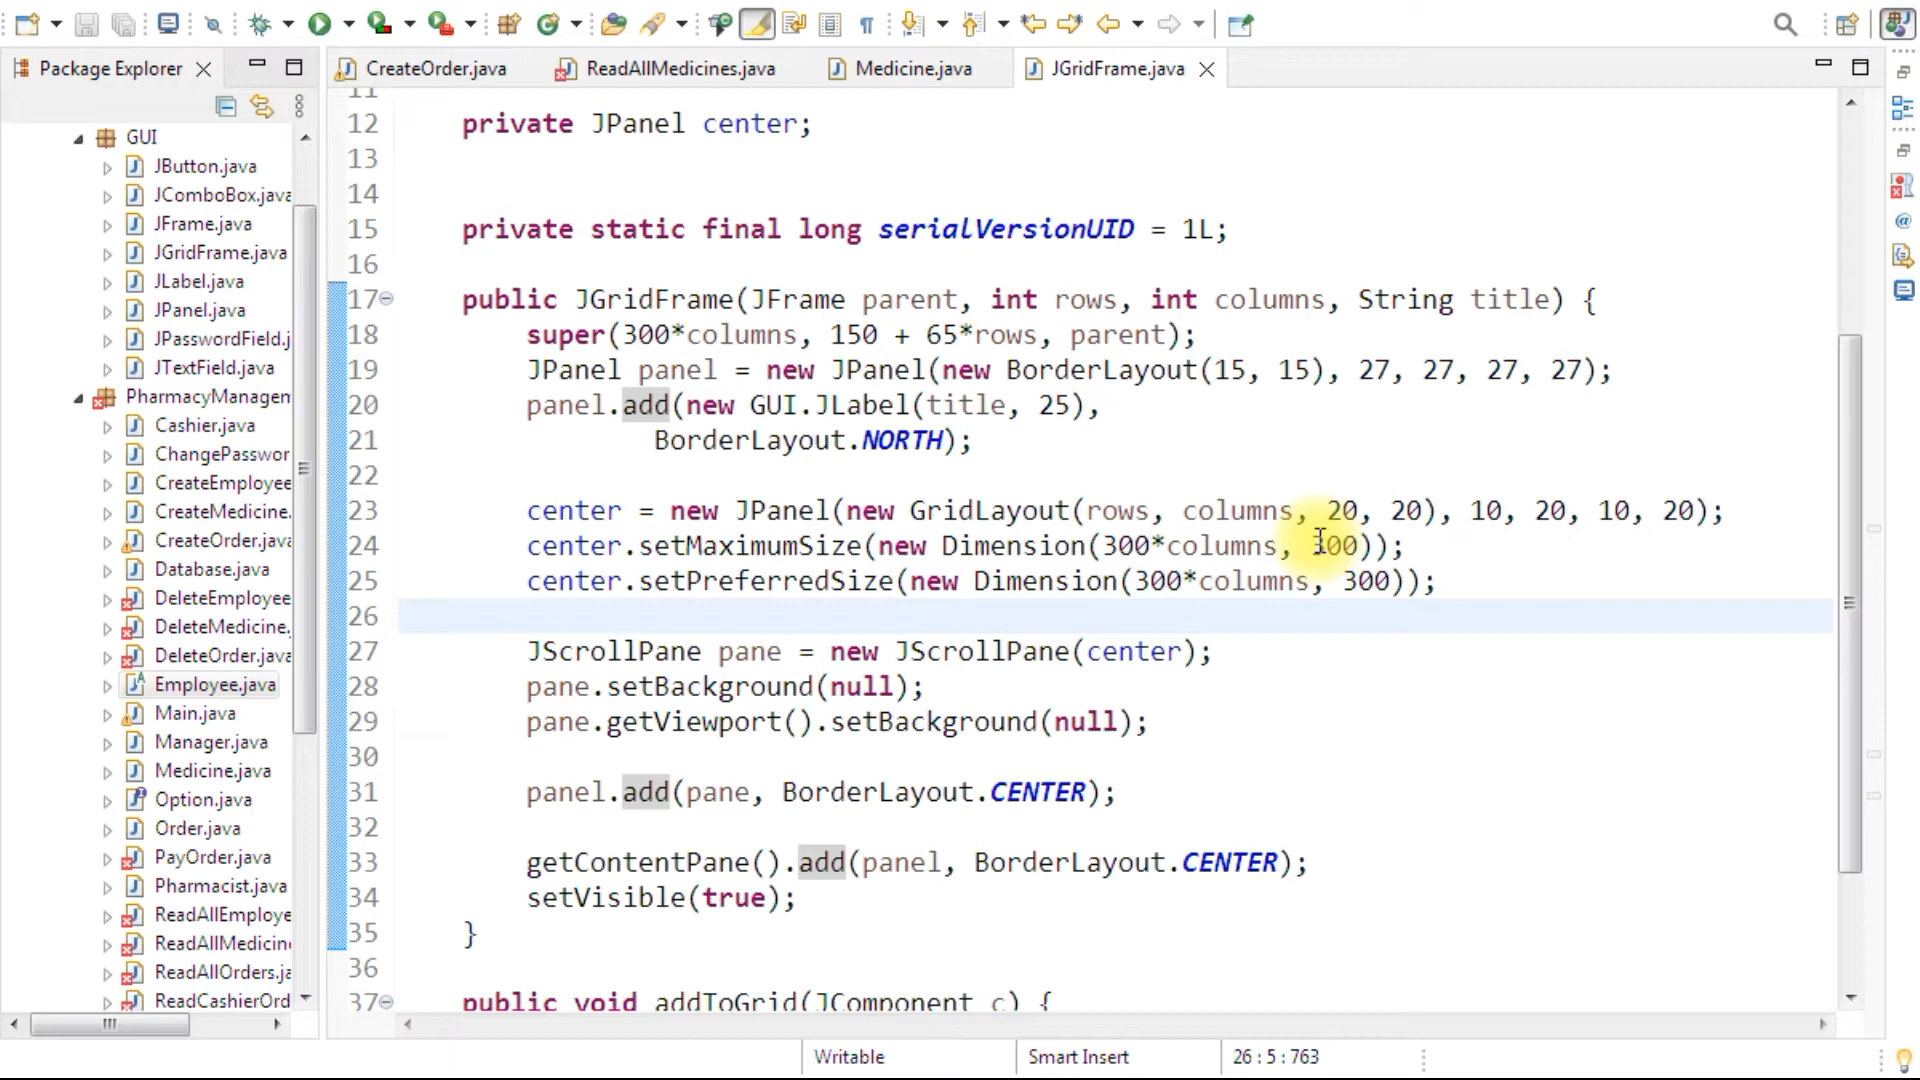 Package Explorer
CreateOrder.java
ReadAllMedicines.java
Medicine.java
JGridFrame.java
GUI
JButton.java
JComboBox.java
JFrame.java
JGridFrame.java
JLabel.java
JPanel.java
JPasswordField.j
JTextField.java
PharmacyManagem
Cashier.java
ChangePasswor
CreateEmployee
CreateMedicine.
CreateOrder.java
Database.java
DeleteEmployee
DeleteMedicine.
DeleteOrder.java
Employee.java
Main.java
Manager.java
Medicine.java
Option.java
Order.java
PayOrder.java
Pharmacist.java
ReadAllEmploye
ReadAllMedicin
ReadAllOrders.ja
ReadCashierOrd
11
12 private JPanel center;
13
14
15 private static final long serialVersionUID = 1L;
16
17 public JGridFrame(JFrame parent, int rows, int columns, String title) {
18 super(300*columns, 150 + 65*rows, parent);
19 JPanel panel = new JPanel(new BorderLayout(15, 15), 27, 27, 27, 27);
20 panel.add(new GUI.JLabel(title, 25),
21 BorderLayout.NORTH);
22
23 center = new JPanel(new GridLayout(rows, columns, 20, 20), 10, 20, 10, 20);
24 center.setMaximumSize(new Dimension(300*columns, 300));
25 center.setPreferredSize(new Dimension(300*columns, 300));
26
27 JScrollPane pane = new JScrollPane(center);
28 pane.setBackground(null);
29 pane.getViewport().setBackground(null);
30
31 panel.add(pane, BorderLayout.CENTER);
32
33 getContentPane().add(panel, BorderLayout.CENTER);
34 setVisible(true);
35 }
36
37 public void addToGrid(JComponent c) {
Writable
Smart Insert
26 : 5 : 763